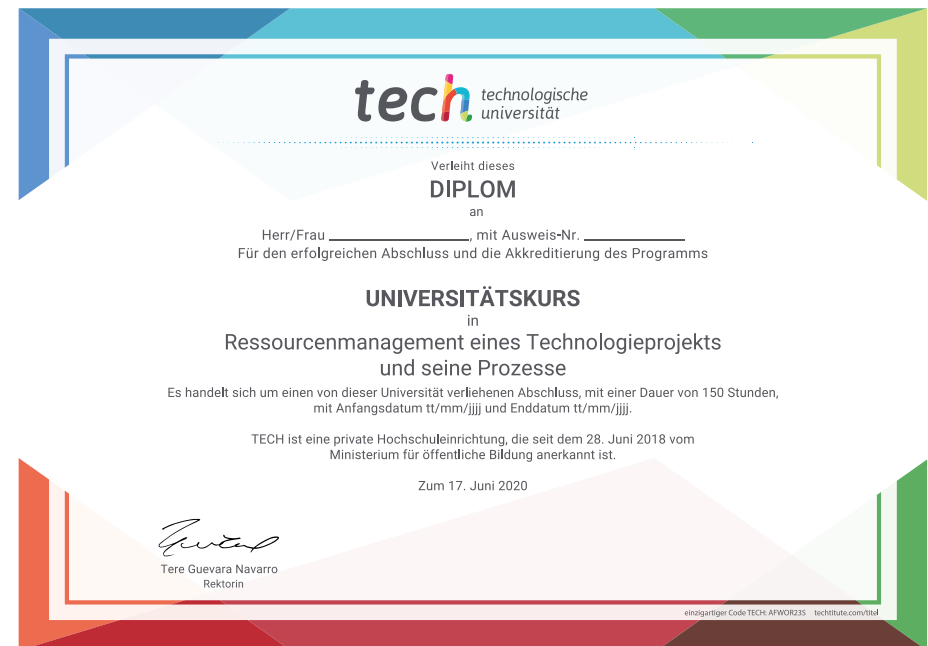 tech technologische
universität
Verleiht dieses
DIPLOM
an
Herr/Frau ____________, mit Ausweis-Nr. ____________
Für den erfolgreichen Abschluss und die Akkreditierung des Programms
UNIVERSITÄTSKURS
in
Ressourcenmanagement eines Technologieprojekts
und seine Prozesse
Es handelt sich um einen von dieser Universität verliehenen Abschluss, mit einer Dauer von 150 Stunden,
mit Anfangsdatum tt/mm/jjjj und Enddatum tt/mm/jjjj.
TECH ist eine private Hochschuleinrichtung, die seit dem 28. Juni 2018 vom
Ministerium für öffentliche Bildung anerkannt ist.
Zum 17. Juni 2020
Tere Guevara Navarro
Rektorin
einzigartiger Code TECH: AFWOR23S techtitute.com/titel